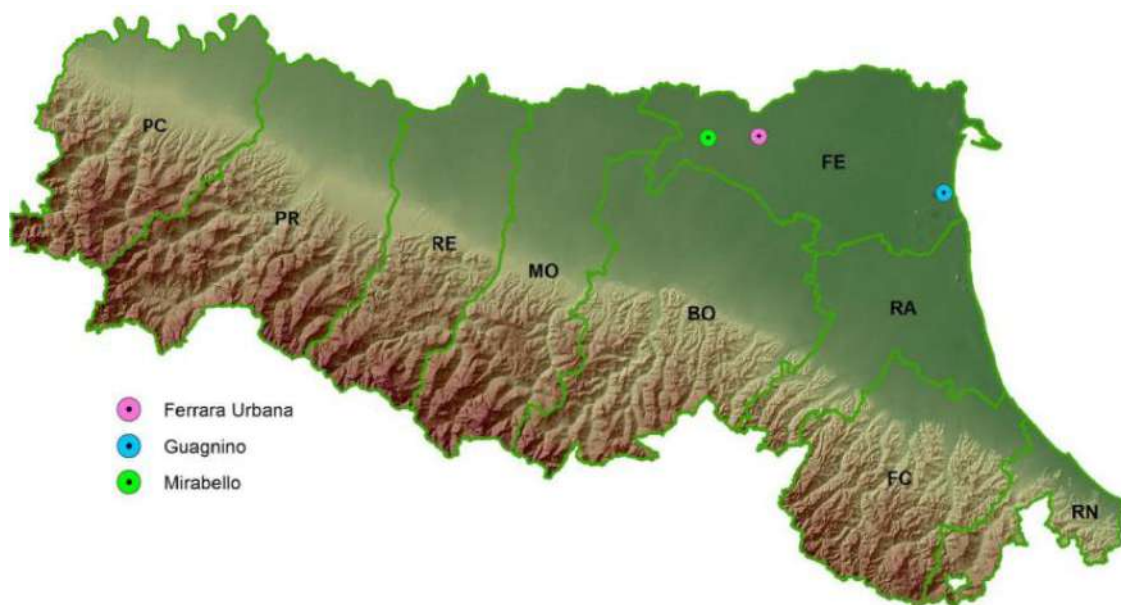 PC
FE
PR
RE
MO
BO
RA
FC
RN
Ferrara Urbana
Guagnino
Mirabello